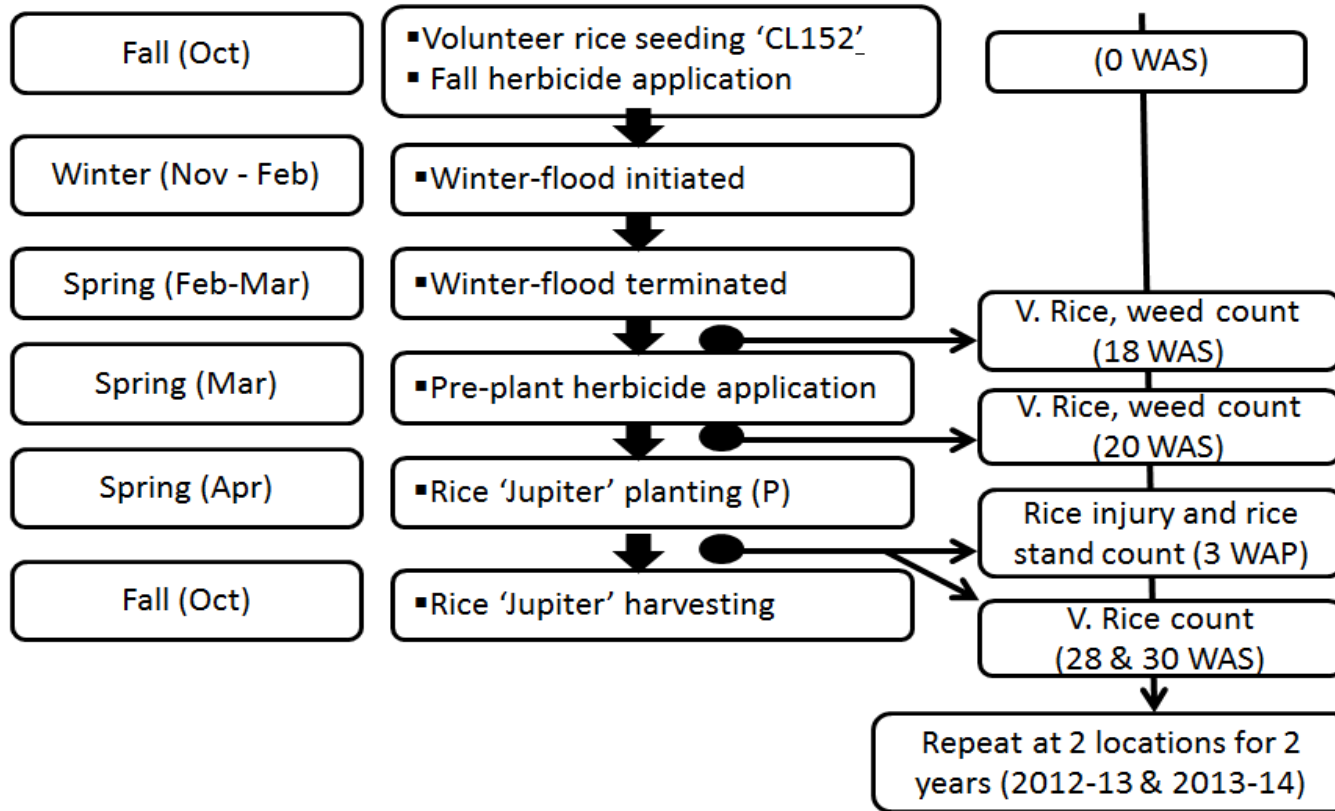 Fall (Oct)
▪Volunteer rice seeding ‘CL152’
▪ Fall herbicide application
(0 WAS)
Winter (Nov - Feb)
▪Winter-flood initiated
Spring (Feb-Mar)
▪Winter-flood terminated
V. Rice, weed count
(18 WAS)
Spring (Mar)
▪Pre-plant herbicide application
V. Rice, weed count
(20 WAS)
Spring (Apr)
▪Rice ‘Jupiter’ planting (P)
Rice injury and rice
stand count (3 WAP)
Fall (Oct)
▪Rice ‘Jupiter’ harvesting
V. Rice count
(28 & 30 WAS)
Repeat at 2 locations for 2
years (2012-13 & 2013-14)